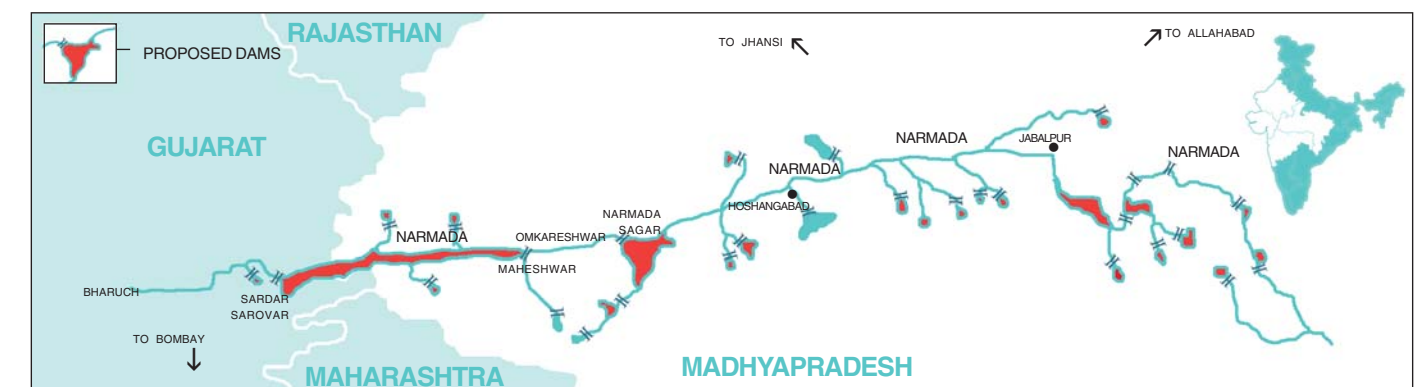 RAJASTHAN
PROPOSED DAMS
TO JHANSI
TO ALLAHABAD
GUJARAT
NARMADA
JABALPUR
NARMADA
NARMADA
HOSHANGABAD
NARMADA
SAGAR
NARMADA
OMKARESHWAR
MAHESHWAR
BHARUCH
SARDAR
SAROVAR
TO BOMBAY
MAHARASHTRA
MADHYAPRADESH